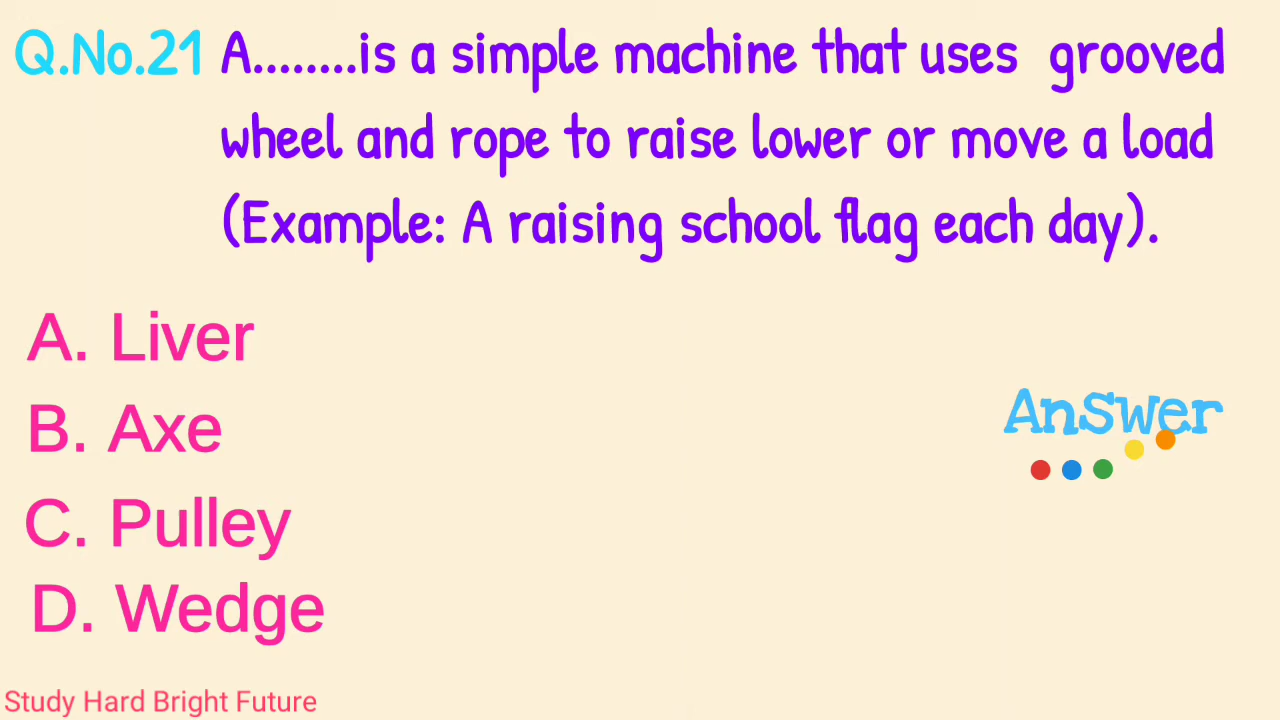 Q.No.21 A........is a simple machine that uses grooved
wheel and rope to raise lower or move a load
(Example: A raising school flag each day).
A. Liver
B. Axe
Answer
C. Pulley
D. Wedge
Study Hard Bright Future